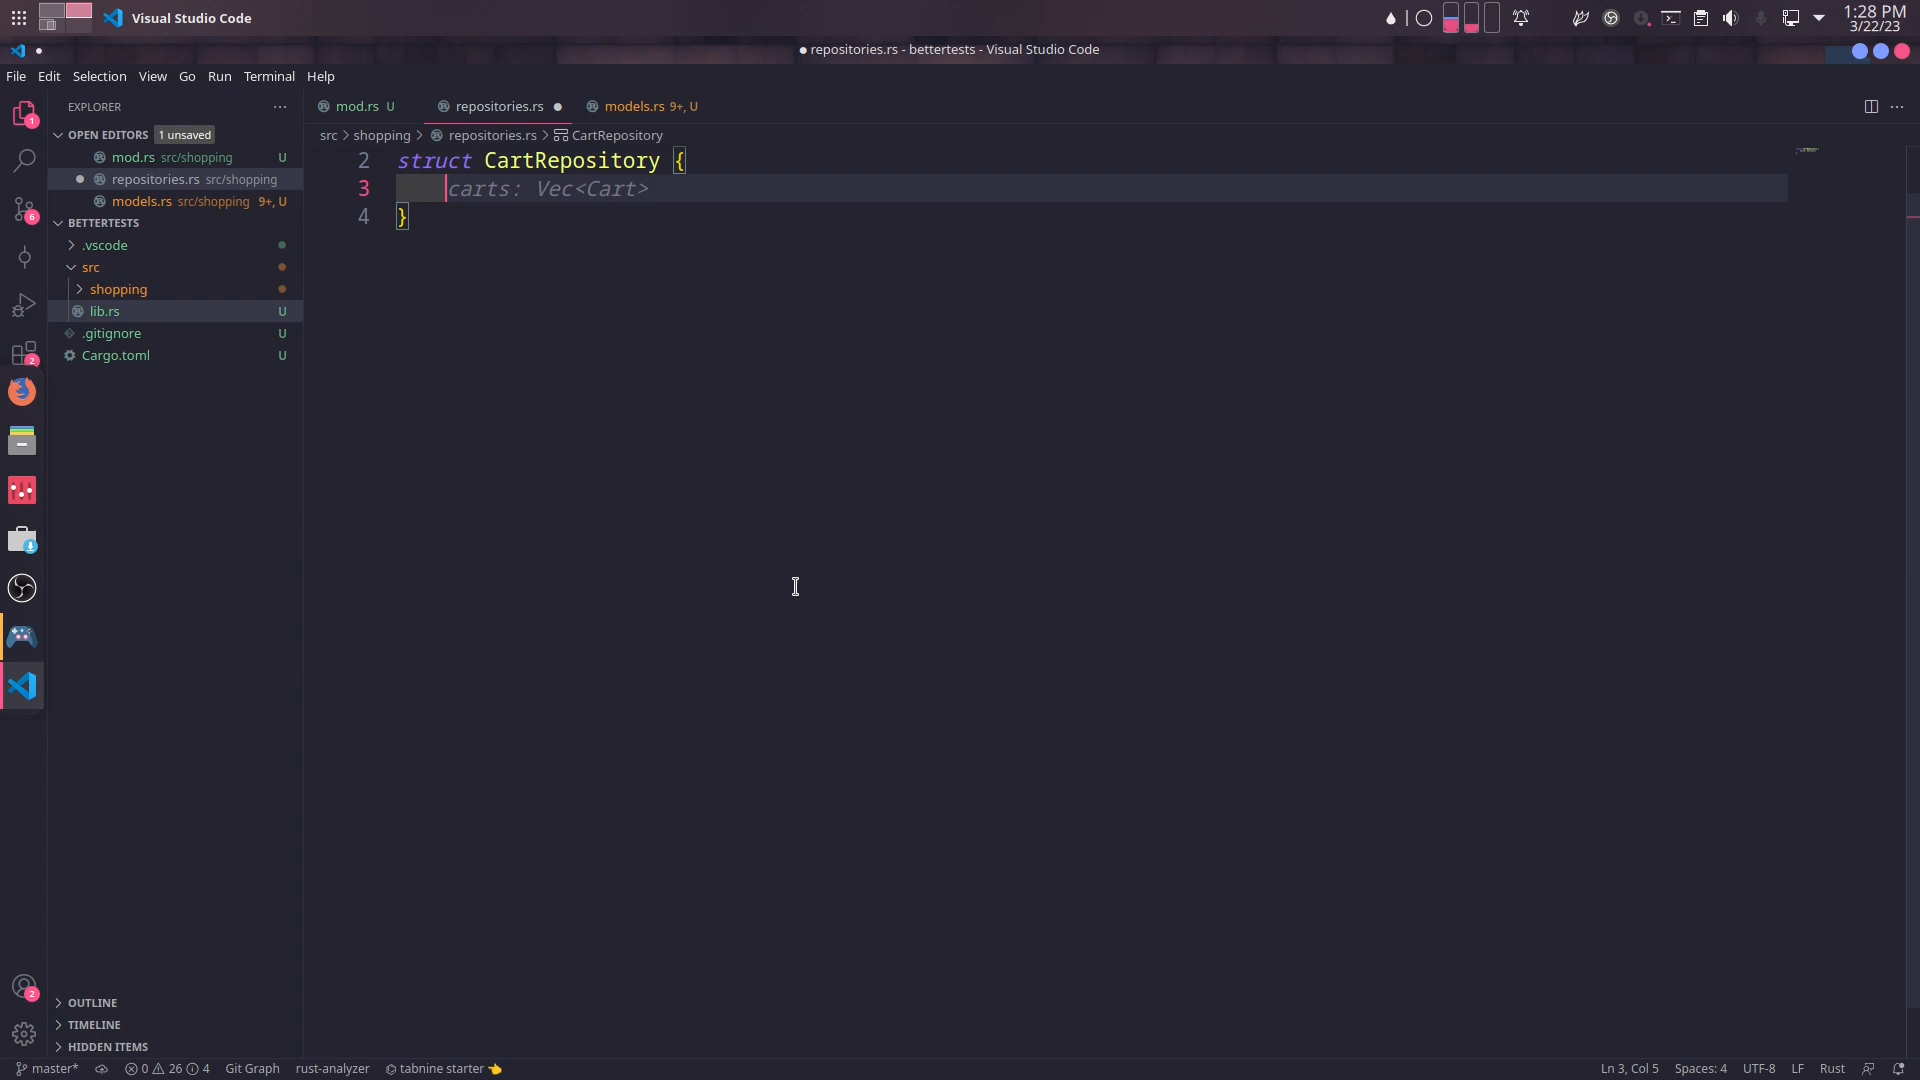 Visual Studio Code
1:28 PM
3/22/23
● repositories.rs - bettertests - Visual Studio Code
File Edit Selection View Go Run Terminal Help
EXPLORER
mod.rs U
repositories.rs ●
models.rs 9+, U
1
OPEN EDITORS 1 unsaved
src > shopping > repositories.rs > CartRepository
mod.rs src/shopping U
● repositories.rs src/shopping
models.rs src/shopping 9+, U
6
BETTERTESTS
.vscode
src
shopping
lib.rs U
.gitignore U
Cargo.toml U
2
2 struct CartRepository {
3 carts: Vec<Cart>
4 }
2
OUTLINE
TIMELINE
HIDDEN ITEMS
master* 0 26 4 Git Graph rust-analyzer tabnine starter 👈 Ln 3, Col 5 Spaces: 4 UTF-8 LF Rust